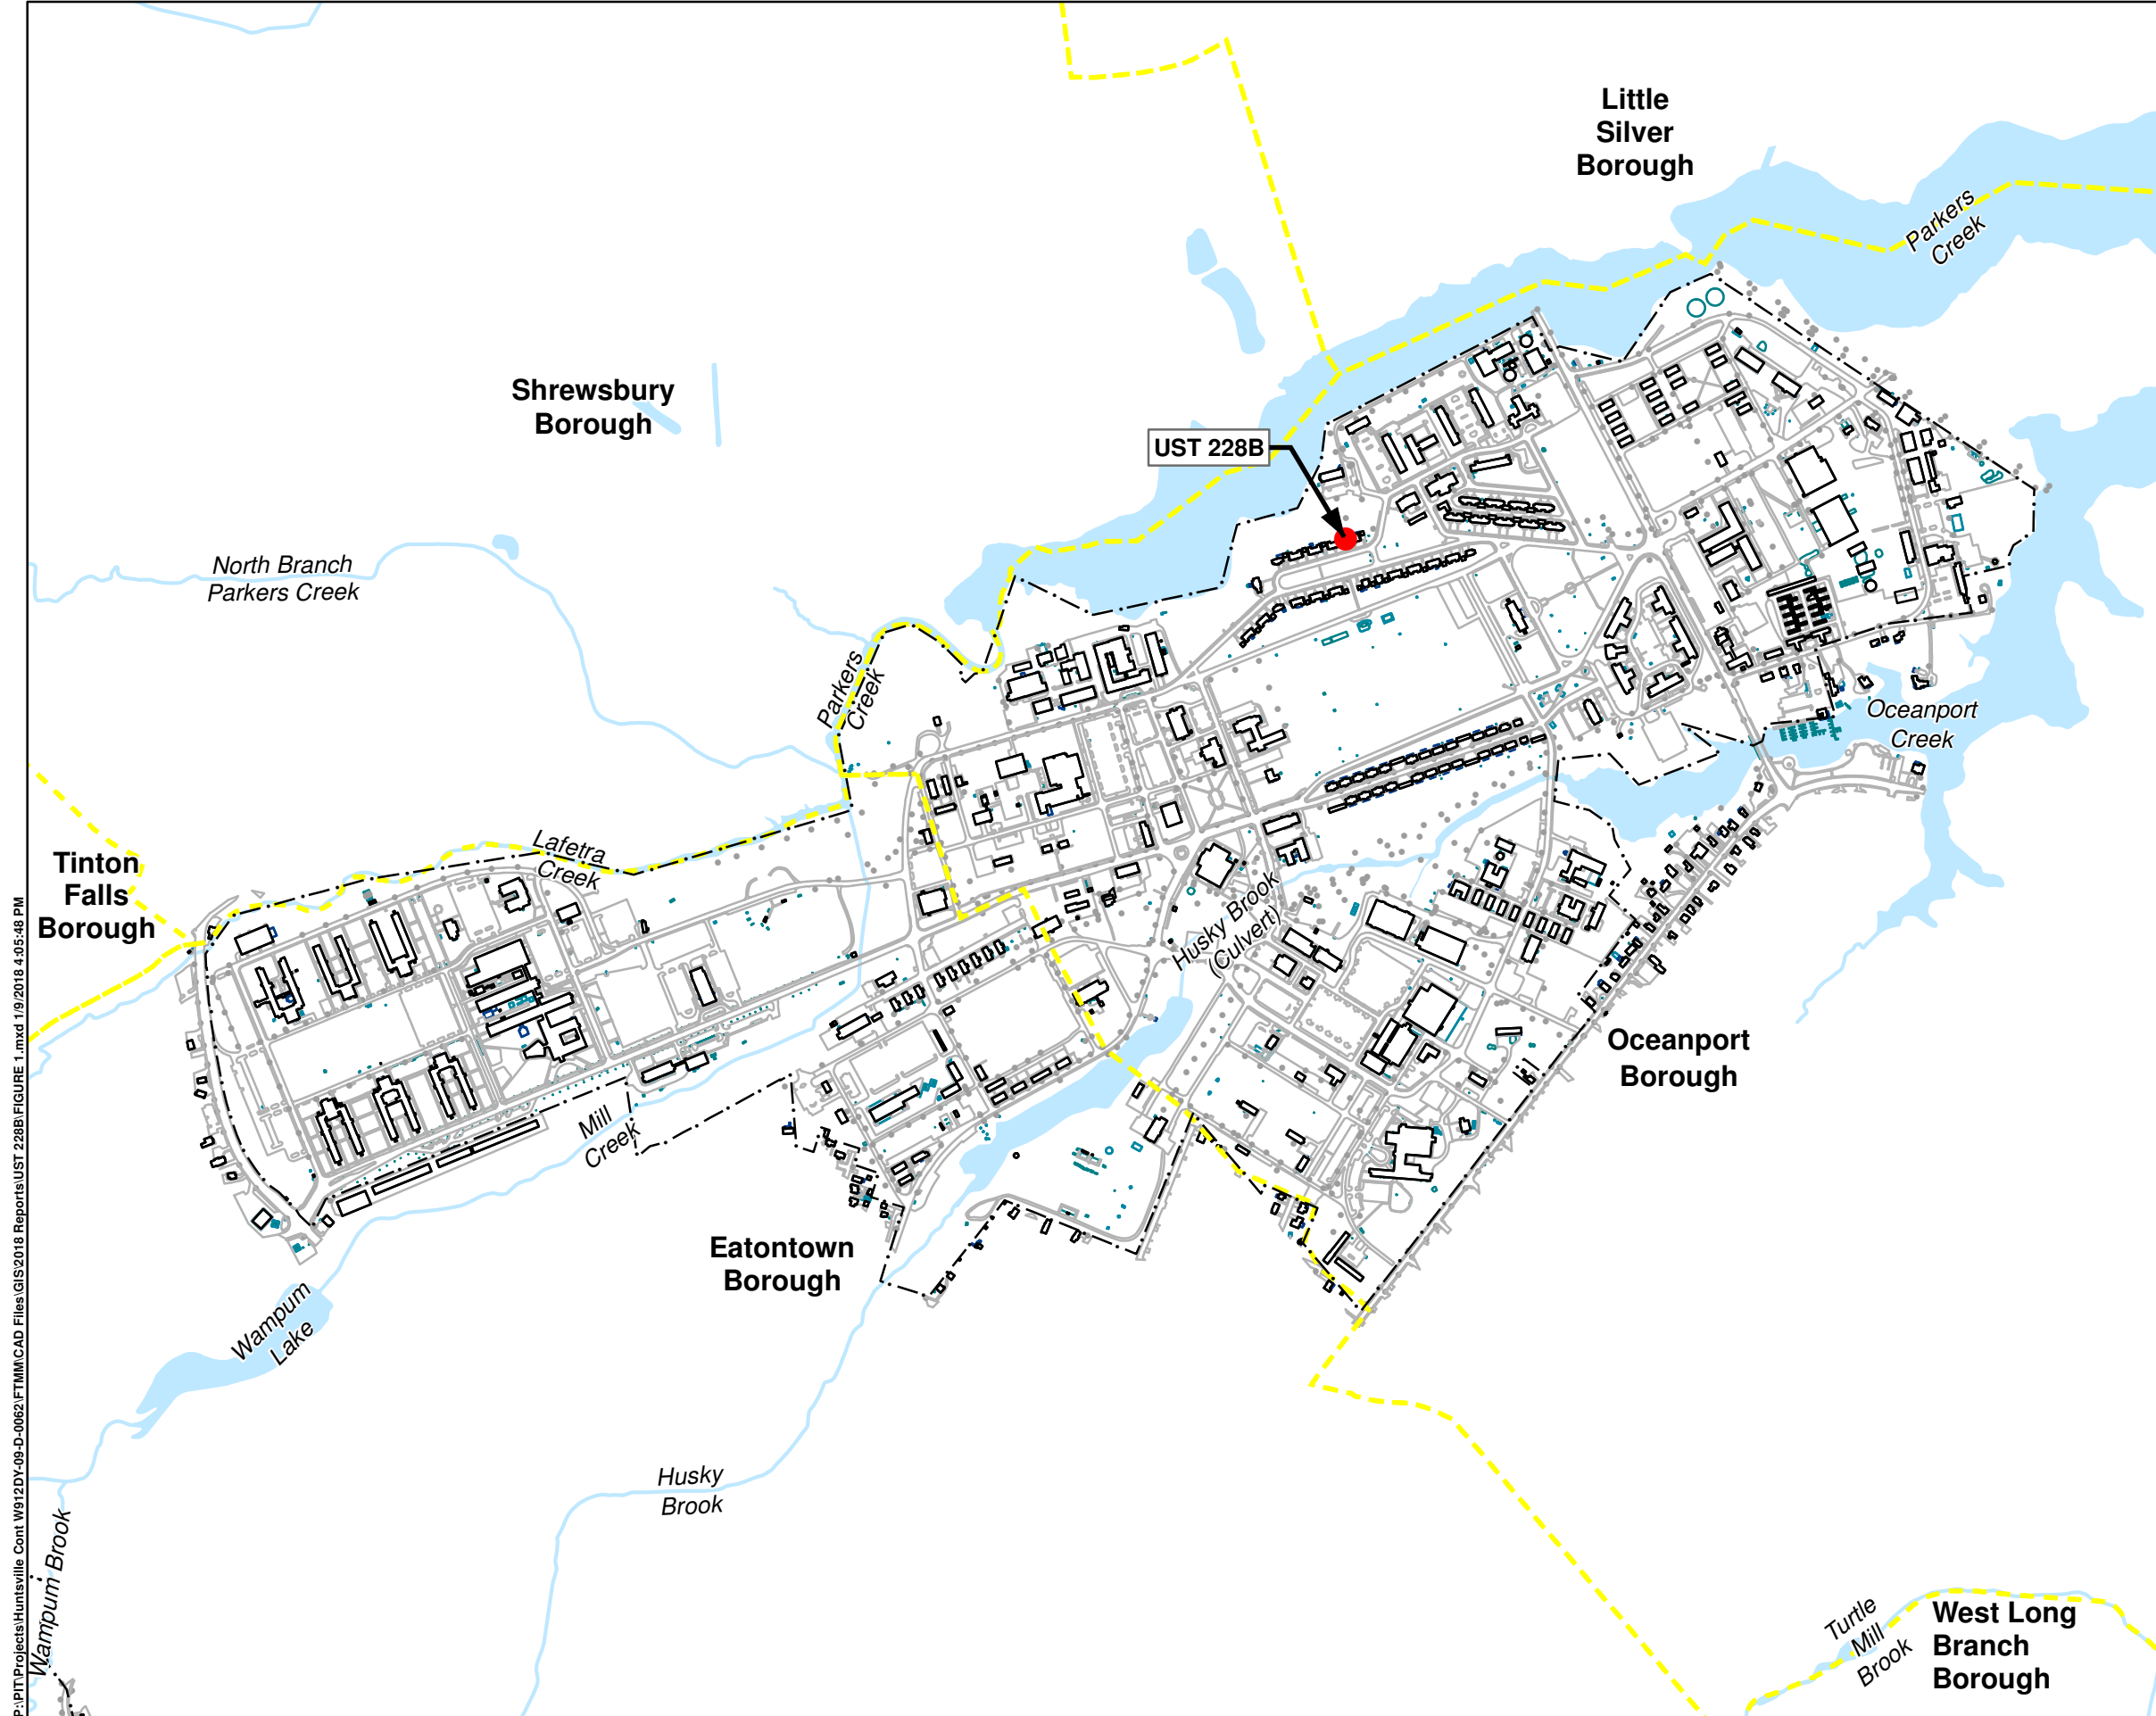 Little
Silver
Borough
Parkers
Creek
Shrewsbury
Borough
UST 228B
North Branch
Parkers Creek
Parkers
Creek
Oceanport
Creek
Lafetra
Creek
Tinton
Falls
Borough
Husky Brook
(Culvert)
Oceanport
Borough
Mill
Creek
Eatontown
Borough
Wampum
Lake
Husky
Brook
Wampum Brook
Turtle
Mill
Brook
West Long
Branch
Borough
P:\PIT\Projects\Huntsville Cont W912DY-09-D-0062\FTMM\CAD Files\GIS\2018 Reports\UST 228B\FIGURE 1.mxd 1/9/2018 4:05:48 PM